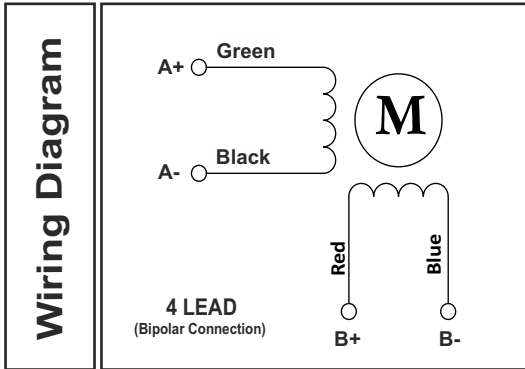 Wiring Diagram
A+
Green
A-
Black
M
Red
Blue
4 LEAD
(Bipolar Connection)
B+
B-